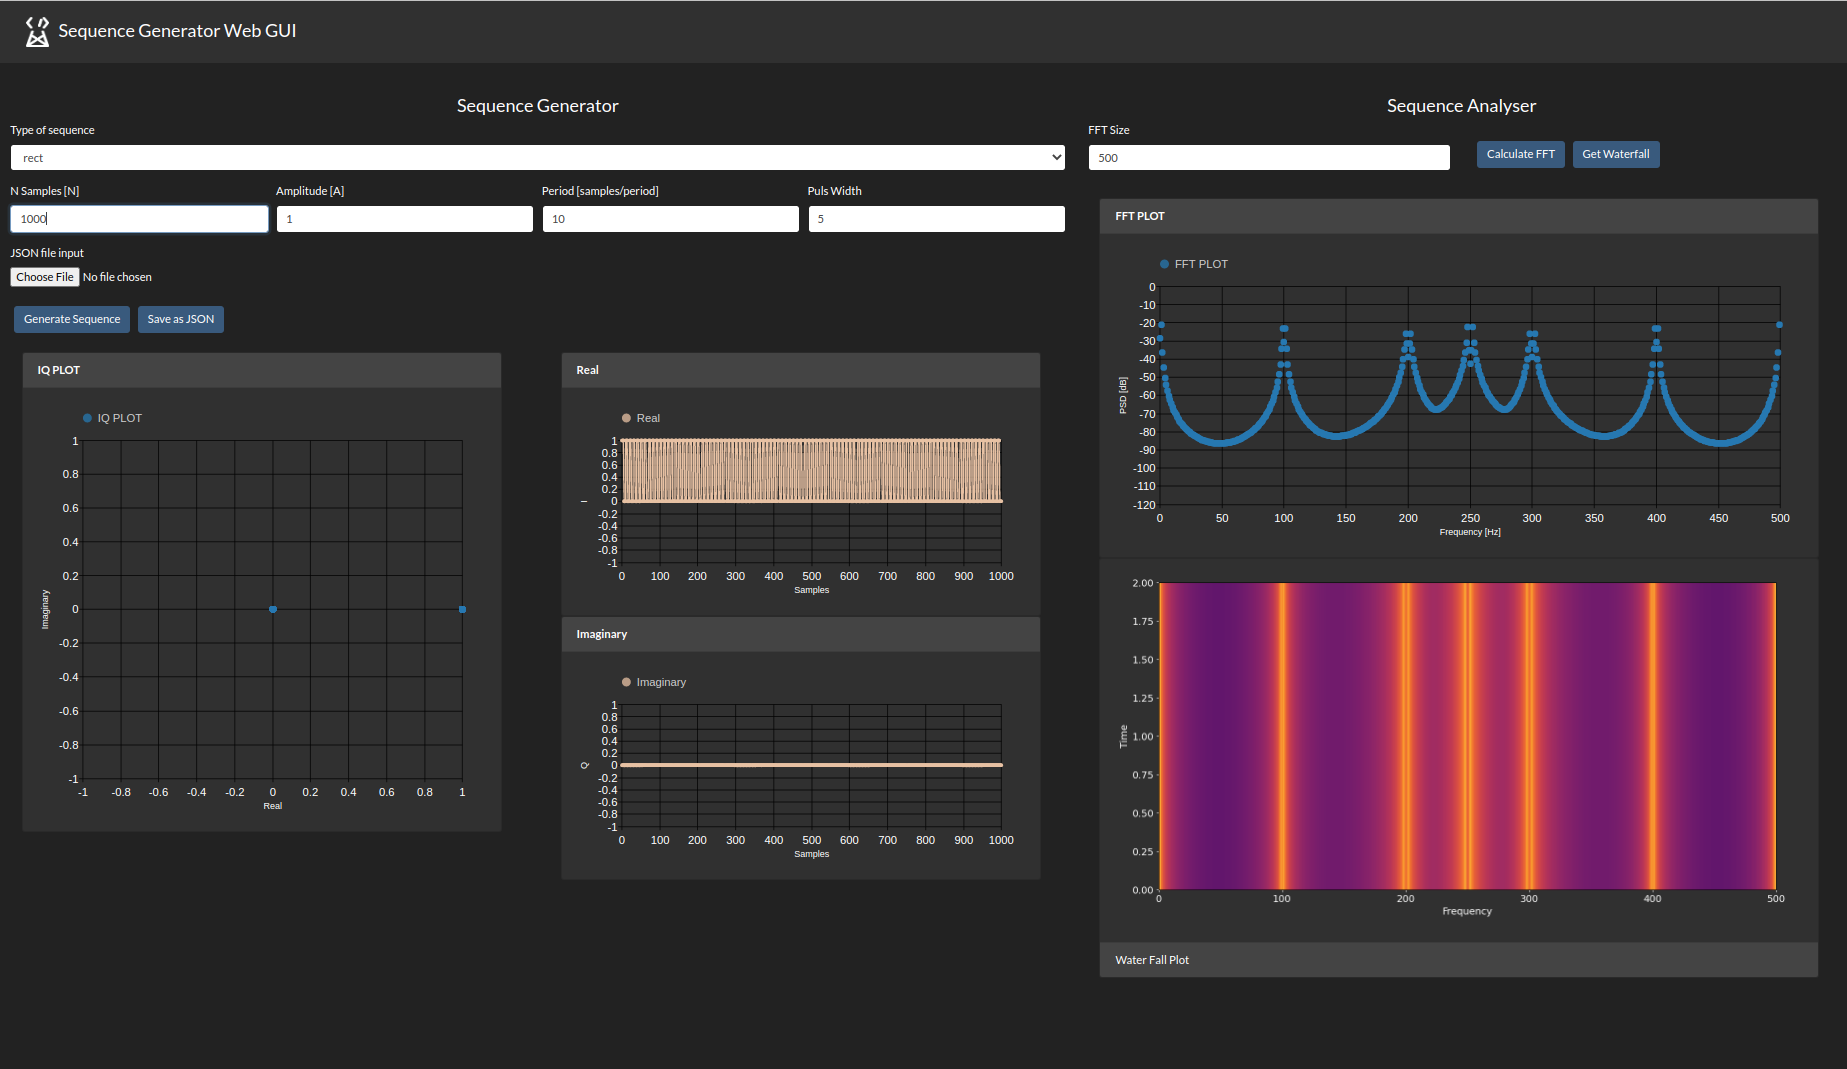 Sequence Generator Web GUI
Sequence Generator
Type of sequence
rect
N Samples [N] Amplitude [A] Period [samples/period] Puls Width
1000 1 10 5
JSON file input
Choose File No file chosen
Generate Sequence Save as JSON
IQ PLOT
IQ PLOT
1
0.8
0.6
0.4
0.2
0
-0.2
-0.4
-0.6
-0.8
-1
Imaginary
-1 -0.8 -0.6 -0.4 -0.2 0 0.2 0.4 0.6 0.8 1
Real
Real
Real
1
0.8
0.6
0.4
0.2
0
-0.2
-0.4
-0.6
-0.8
-1
I
0 100 200 300 400 500 600 700 800 900 1000
Samples
Imaginary
Imaginary
1
0.8
0.6
0.4
0.2
0
-0.2
-0.4
-0.6
-0.8
-1
Q
0 100 200 300 400 500 600 700 800 900 1000
Samples
Sequence Analyser
FFT Size
500
Calculate FFT Get Waterfall
FFT PLOT
FFT PLOT
0
-10
-20
-30
-40
-50
-60
-70
-80
-90
-100
-110
-120
PSD [dB]
0 50 100 150 200 250 300 350 400 450 500
Frequency [Hz]
2.00
1.75
1.50
1.25
1.00
0.75
0.50
0.25
0.00
Time
0 100 200 300 400 500
Frequency
Water Fall Plot